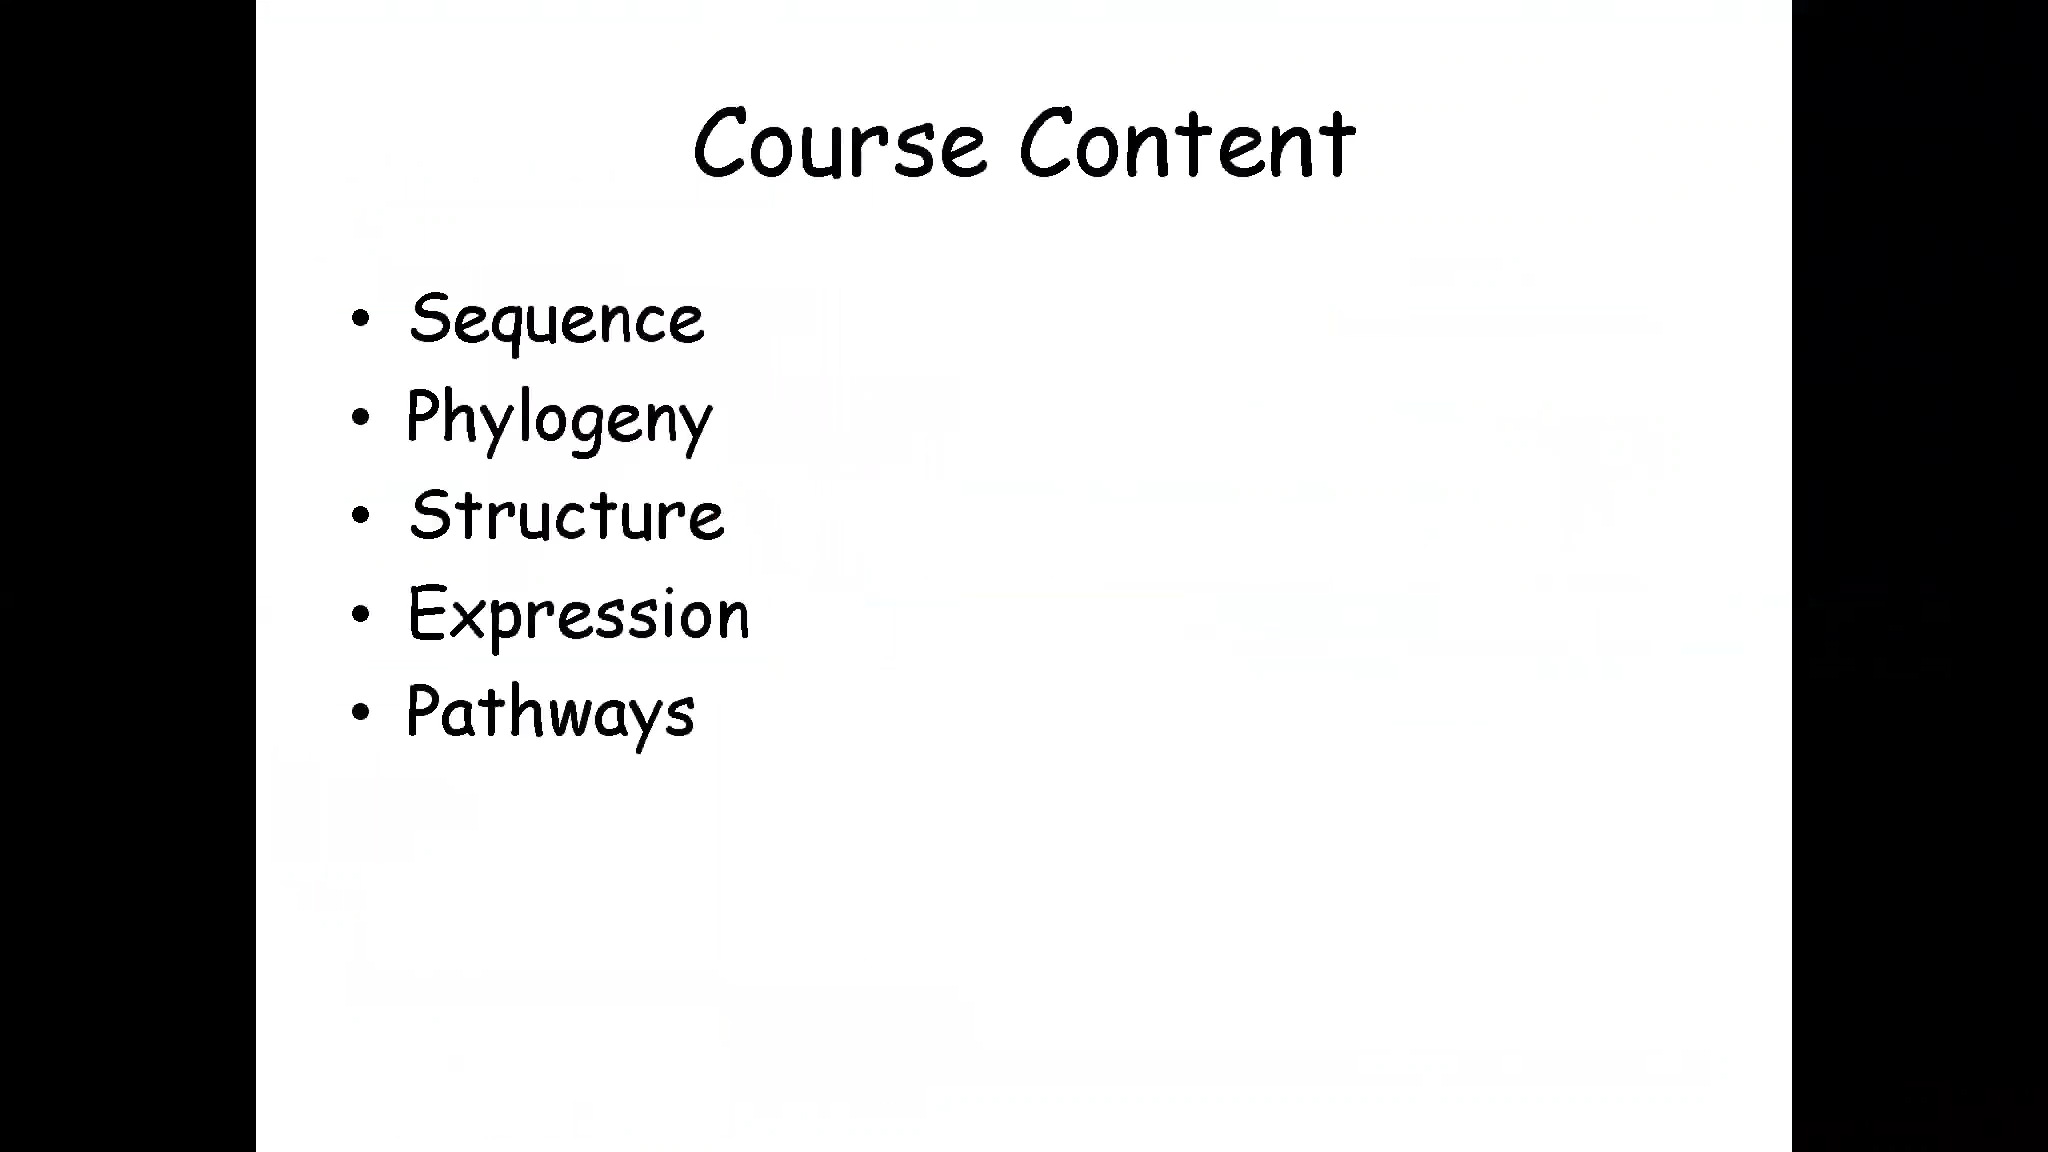 Course Content
• Sequence
• Phylogeny
• Structure
• Expression
• Pathways